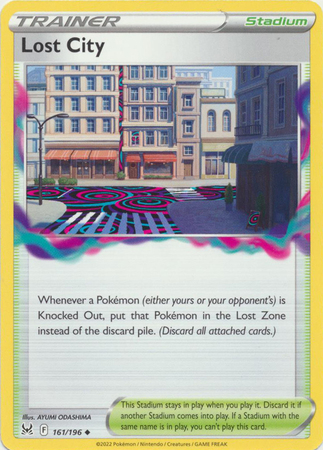 TRAINER
Stadium
Lost City
Whenever a Pokémon (either yours or your opponent's) is
Knocked Out, put that Pokémon in the Lost Zone
instead of the discard pile. (Discard all attached cards.)
Illus. AYUMI ODASHIMA
F 161/196
This Stadium stays in play when you play it. Discard it if
another Stadium comes into play. If a Stadium with the
same name is in play, you can't play this card.
©2022 Pokémon / Nintendo / Creatures / GAME FREAK